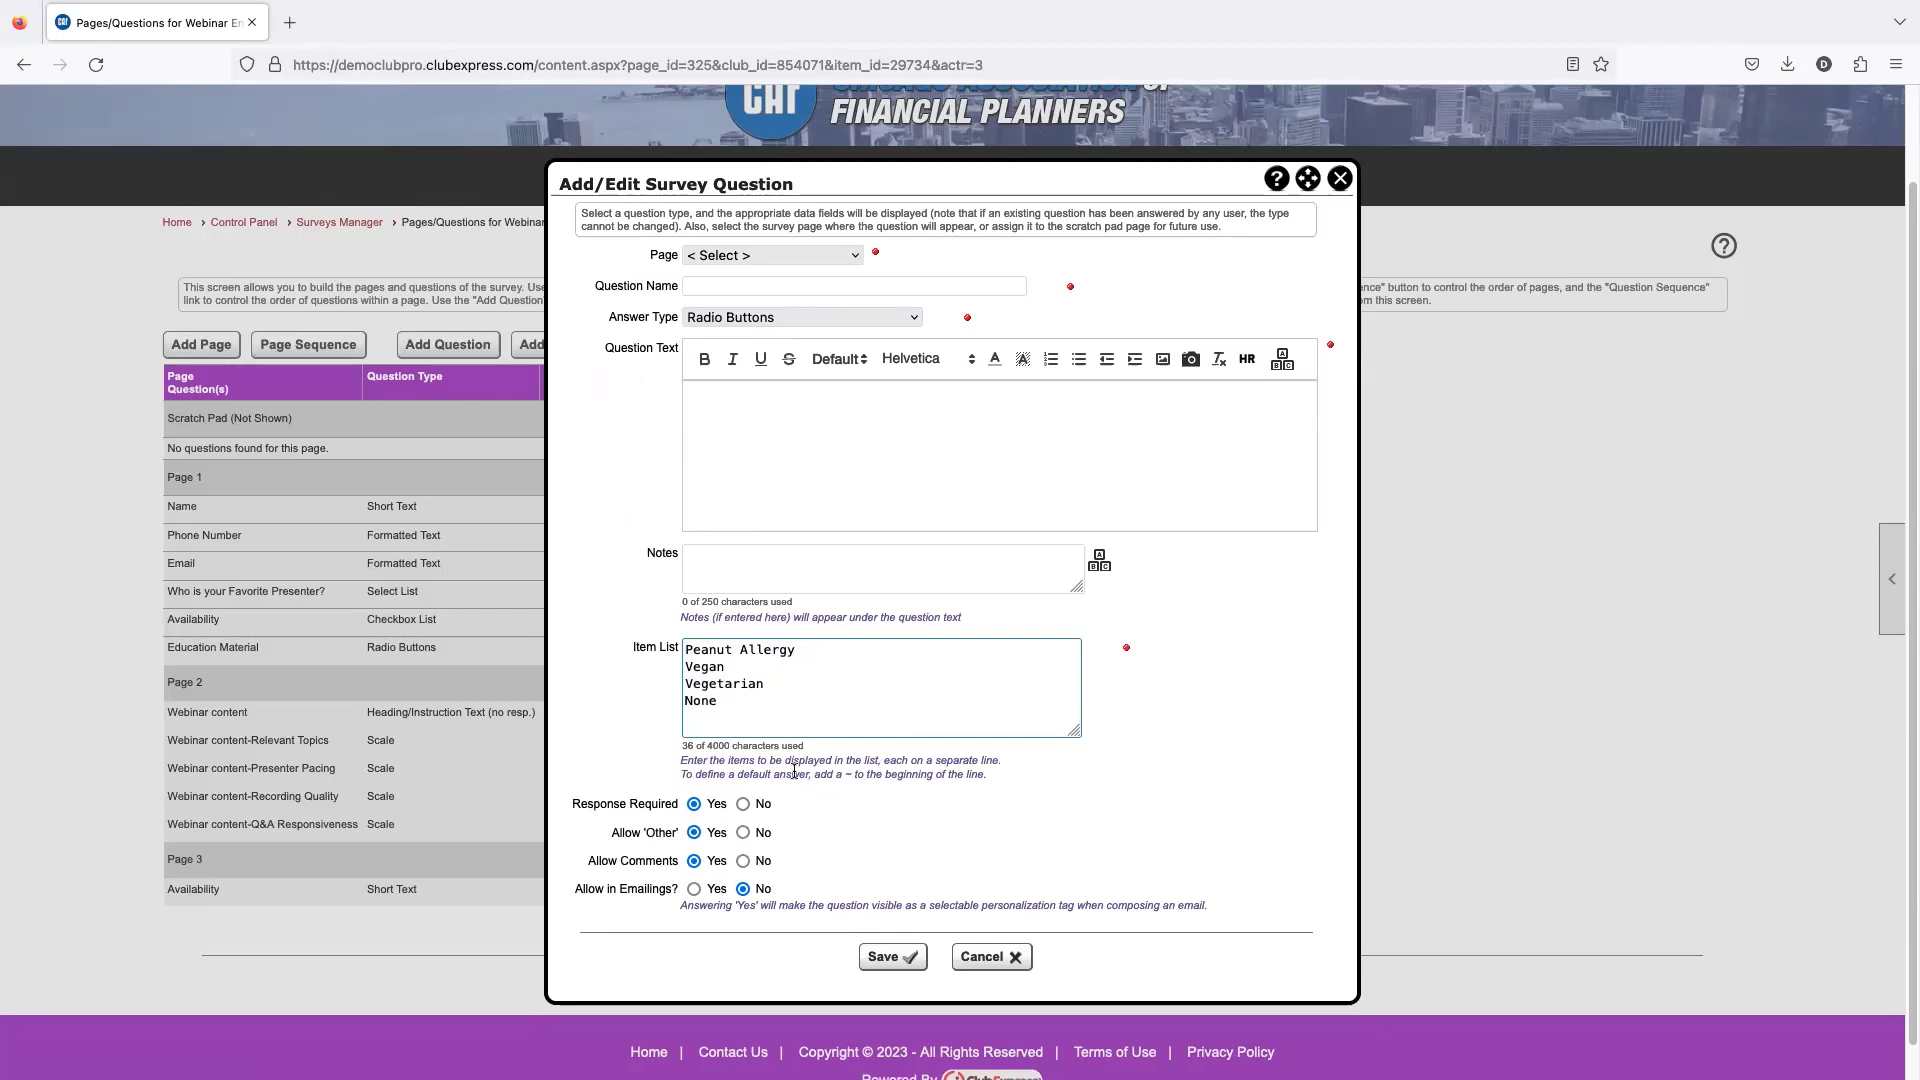 Pages/Questions for Webinar En
https://democlubpro.clubexpress.com/content.aspx?page_id=325&club_id=854071&item_id=29734&actr=3
D
CAF
FINANCIAL PLANNERS
Home > Control Panel > Surveys Manager > Pages/Questions for Webinar
This screen allows you to build the pages and questions of the survey. Use
link to control the order of questions within a page. Use the "Add Question"
nce" button to control the order of pages, and the "Question Sequence"
m this screen.
Add Page
Page Sequence
Add Question
Add
Page
Question(s)
Question Type
Scratch Pad (Not Shown)
No questions found for this page.
Page 1
Name Short Text
Phone Number Formatted Text
Email Formatted Text
Who is your Favorite Presenter? Select List
Availability Checkbox List
Education Material Radio Buttons
Page 2
Webinar content Heading/Instruction Text (no resp.)
Webinar content-Relevant Topics Scale
Webinar content-Presenter Pacing Scale
Webinar content-Recording Quality Scale
Webinar content-Q&A Responsiveness Scale
Page 3
Availability Short Text
Add/Edit Survey Question
Select a question type, and the appropriate data fields will be displayed (note that if an existing question has been answered by any user, the type
cannot be changed). Also, select the survey page where the question will appear, or assign it to the scratch pad page for future use.
Page < Select >
Question Name
Answer Type Radio Buttons
Question Text
B I U S Default Helvetica A HR
Notes
0 of 250 characters used
Notes (if entered here) will appear under the question text
Item List
Peanut Allergy
Vegan
Vegetarian
None
36 of 4000 characters used
Enter the items to be displayed in the list, each on a separate line.
To define a default answer, add a ~ to the beginning of the line.
Response Required Yes No
Allow 'Other' Yes No
Allow Comments Yes No
Allow in Emailings? Yes No
Answering 'Yes' will make the question visible as a selectable personalization tag when composing an email.
Save
Cancel
Home | Contact Us | Copyright © 2023 - All Rights Reserved | Terms of Use | Privacy Policy
Powered By